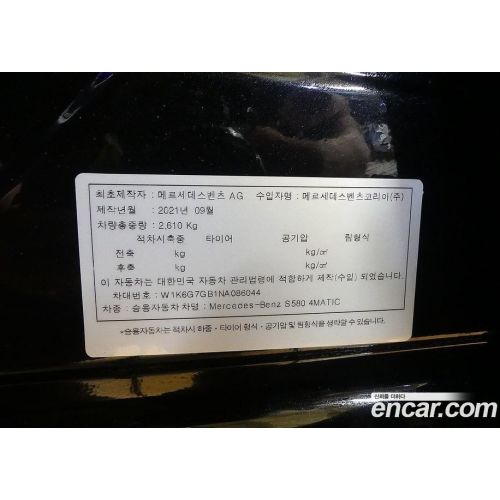 최초제작자 : 메르세데스벤츠 AG 수입자명 : 메르세데스벤츠코리아(주)
제작년월 : 2021년 09월
차량총중량 : 2,610 Kg
적차시축중 타이어 공기압 림형식
전축 kg kg/㎠
후축 kg kg/㎠
이 자동차는 대한민국 자동차 관리법령에 적합하게 제작(수입) 되었습니다.
차대번호 : W1K6G7GB1NA086044
차종 : 승용자동차 차명 : Mercedes-Benz S580 4MATIC
*승용자동차는 적차시 하중·타이어 형식·공기압 및 림형식을 생략할 수 있습니다.
신뢰를 더하다
encar.com